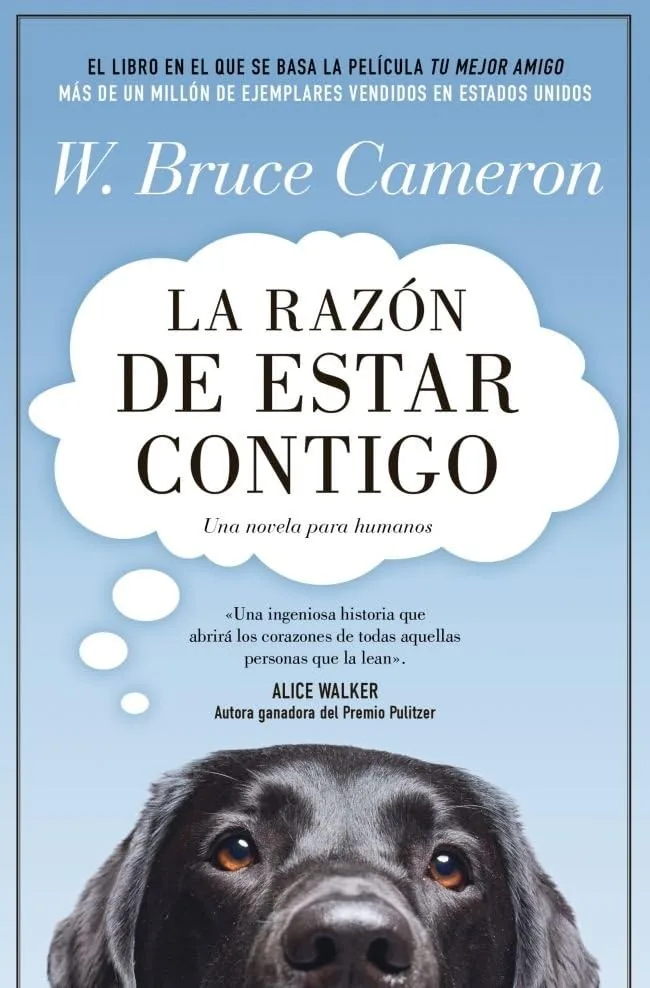 EL LIBRO EN EL QUE SE BASA LA PELÍCULA TU MEJOR AMIGO
MÁS DE UN MILLÓN DE EJEMPLARES VENDIDOS EN ESTADOS UNIDOS
W. Bruce Cameron
LA RAZÓN
DE ESTAR
CONTIGO
Una novela para humanos
«Una ingeniosa historia que
abrirá los corazones de todas aquellas
personas que la lean».
ALICE WALKER
Autora ganadora del Premio Pulitzer